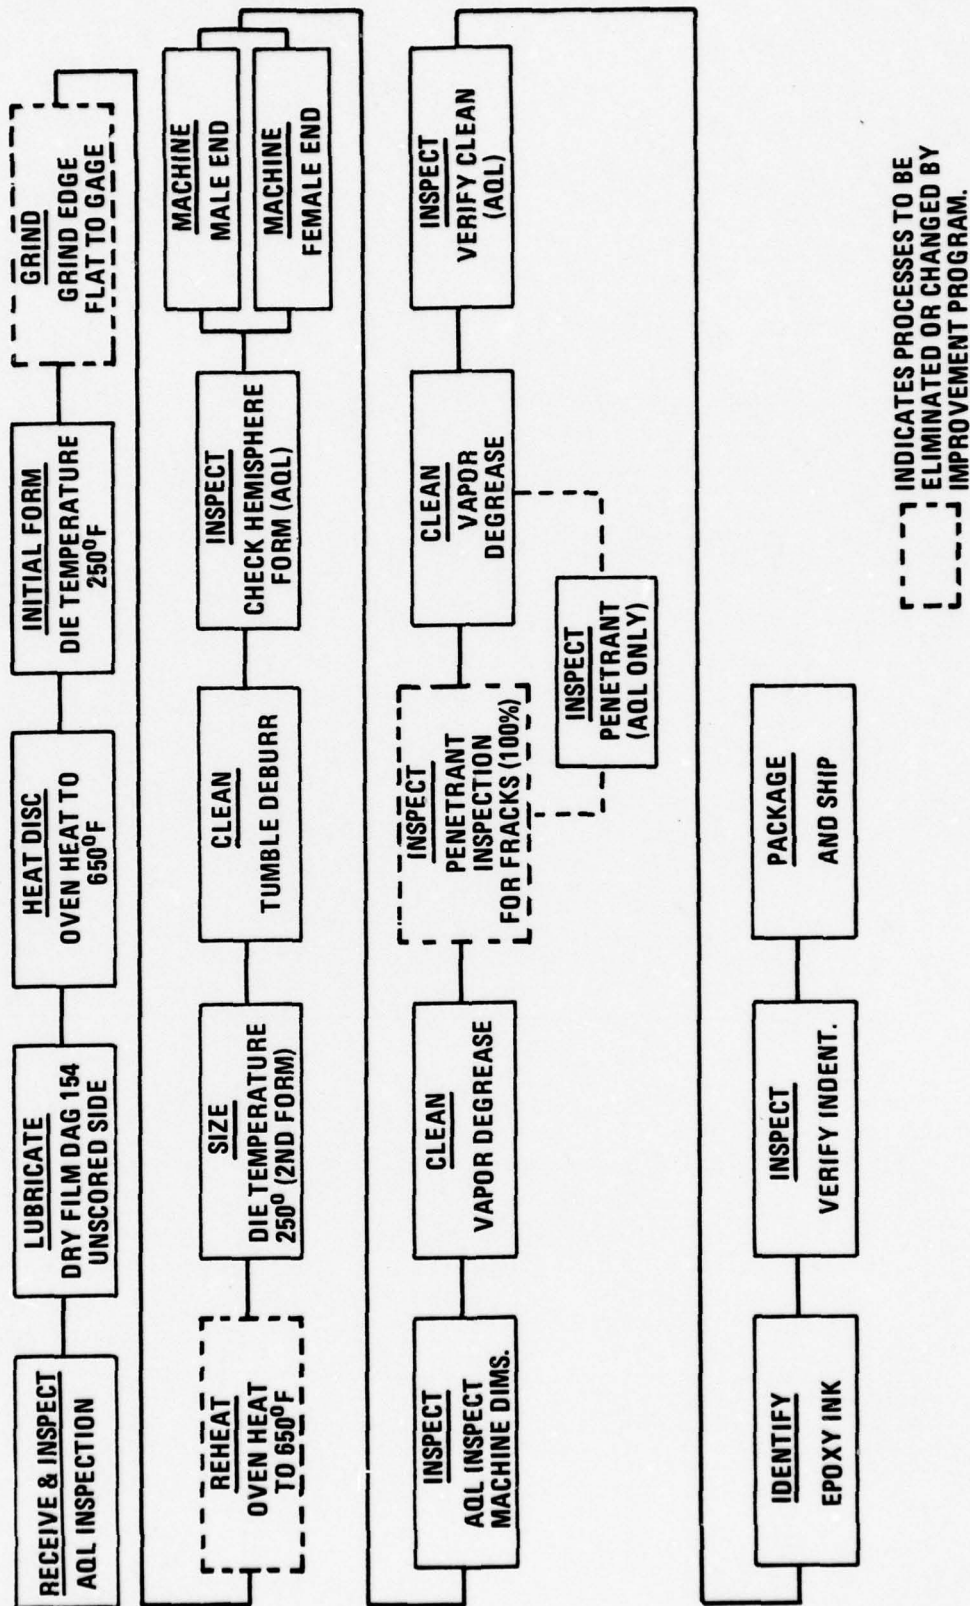 RECEIVE & INSPECT
AQL INSPECTION
LUBRICATE
DRY FILM DAG 154
UNSCORED SIDE
HEAT DISC
OVEN HEAT TO
650°F
INITIAL FORM
DIE TEMPERATURE
250°F
GRIND
GRIND EDGE
FLAT TO GAGE
REHEAT
OVEN HEAT
TO 650°F
SIZE
DIE TEMPERATURE
250° (2ND FORM)
CLEAN
TUMBLE DEBURR
INSPECT
CHECK HEMISPHERE
FORM (AQL)
MACHINE
MALE END
MACHINE
FEMALE END
INSPECT
AQL INSPECT
MACHINE DIMS.
CLEAN
VAPOR DEGREASE
INSPECT
PENETRANT
INSPECTION
FOR FRACKS (100%)
INSPECT
PENETRANT
(AQL ONLY)
CLEAN
VAPOR
DEGREASE
INSPECT
VERIFY CLEAN
(AQL)
IDENTIFY
EPOXY INK
INSPECT
VERIFY INDENT.
PACKAGE
AND SHIP
INDICATES PROCESSES TO BE
ELIMINATED OR CHANGED BY
IMPROVEMENT PROGRAM.